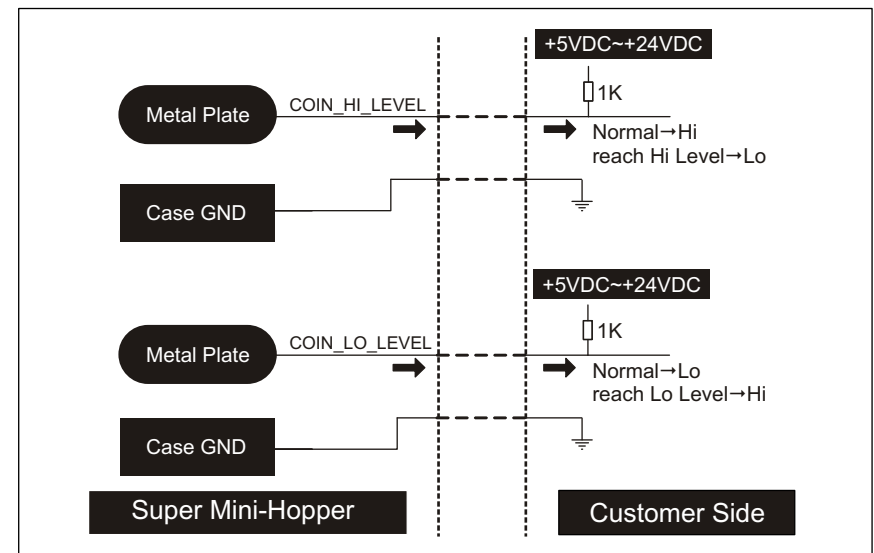 +5VDC~+24VDC
1K
Metal Plate
COIN_HI_LEVEL
Normal→Hi
reach Hi Level→Lo
Case GND
+5VDC~+24VDC
1K
Metal Plate
COIN_LO_LEVEL
Normal→Lo
reach Lo Level→Hi
Case GND
Super Mini-Hopper
Customer Side